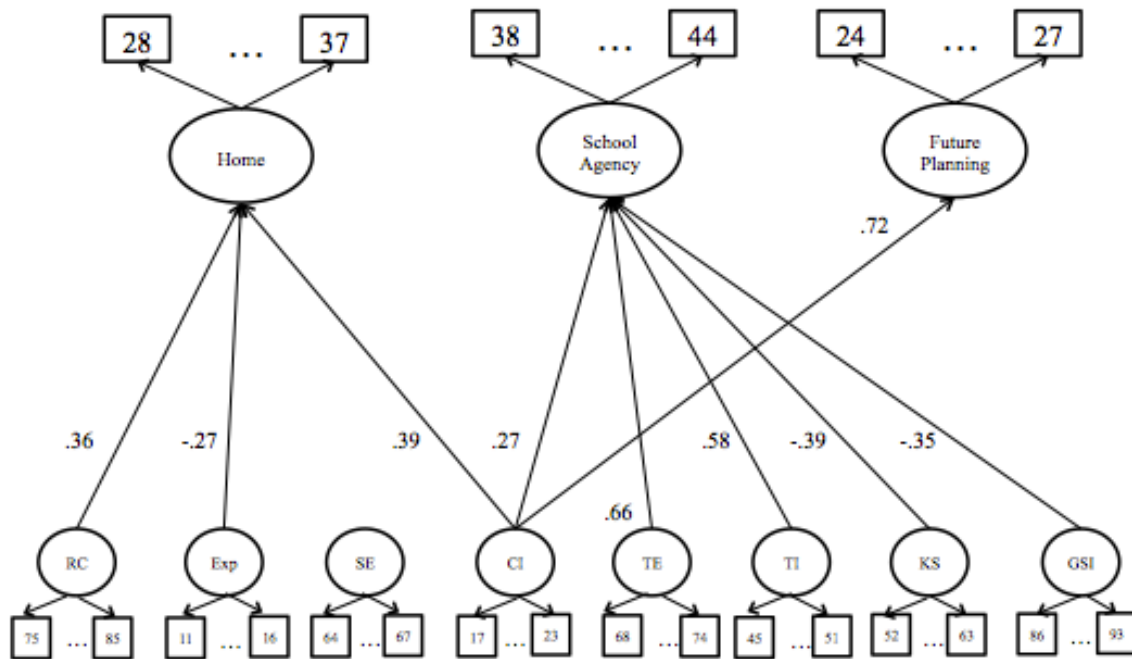 28 ... 37 38 ... 44 24 ... 27
Home
School
Agency
Future
Planning
.72
.36 -.27 .39 .27 .58 -.39 -.35
.66
RC Exp SE CI TE TI KS GSI
75 ... 85 11 ... 16 64 ... 67 17 ... 23 68 ... 74 45 ... 51 52 ... 63 86 ... 93